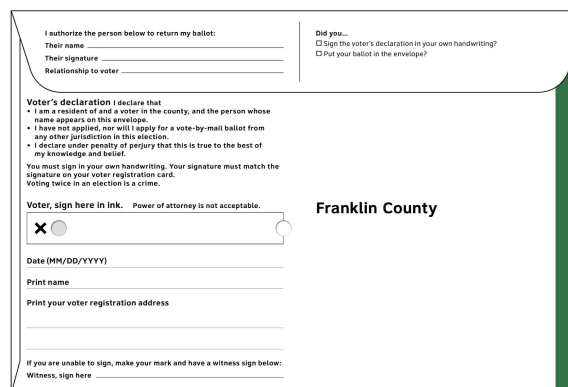 I authorize the person below to return my ballot:
Their name
Their signature
Relationship to voter
Did you...
☐ Sign the voter's declaration in your own handwriting?
☐ Put your ballot in the envelope?
Voter's declaration I declare that
• I am a resident of and a voter in the county, and the person whose
name appears on this envelope.
• I have not applied, nor will I apply for a vote-by-mail ballot from
any other jurisdiction in this election.
• I declare under penalty of perjury that this is true to the best of
my knowledge and belief.
You must sign in your own handwriting. Your signature must match the
signature on your voter registration card.
Voting twice in an election is a crime.
Voter, sign here in ink. Power of attorney is not acceptable.
X
Date (MM/DD/YYYY)
Print name
Print your voter registration address
If you are unable to sign, make your mark and have a witness sign below:
Witness, sign here
Franklin County